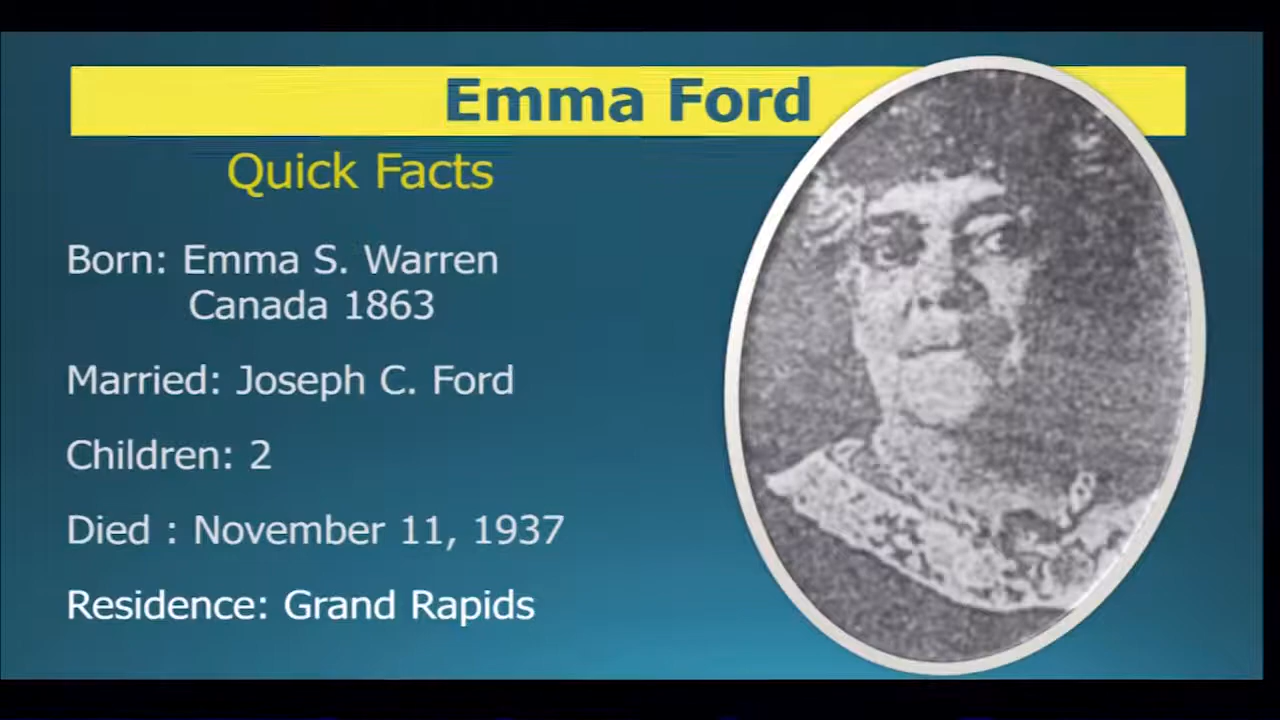 Emma Ford
Quick Facts
Born: Emma S. Warren
Canada 1863
Married: Joseph C. Ford
Children: 2
Died : November 11, 1937
Residence: Grand Rapids